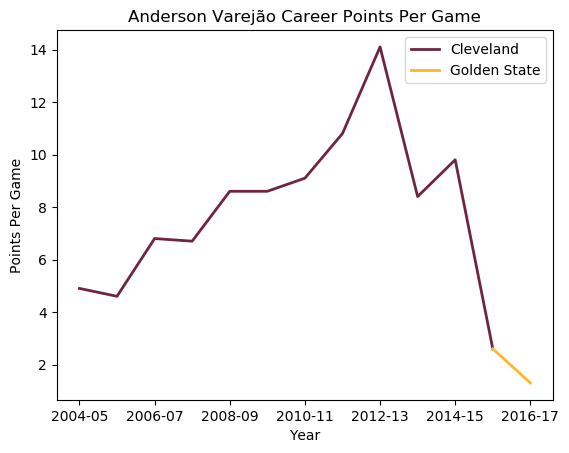 Anderson Varejão Career Points Per Game
Cleveland
Golden State
14
12
10
8
6
4
2
Points Per Game
2004-05 2006-07 2008-09 2010-11 2012-13 2014-15 2016-17
Year